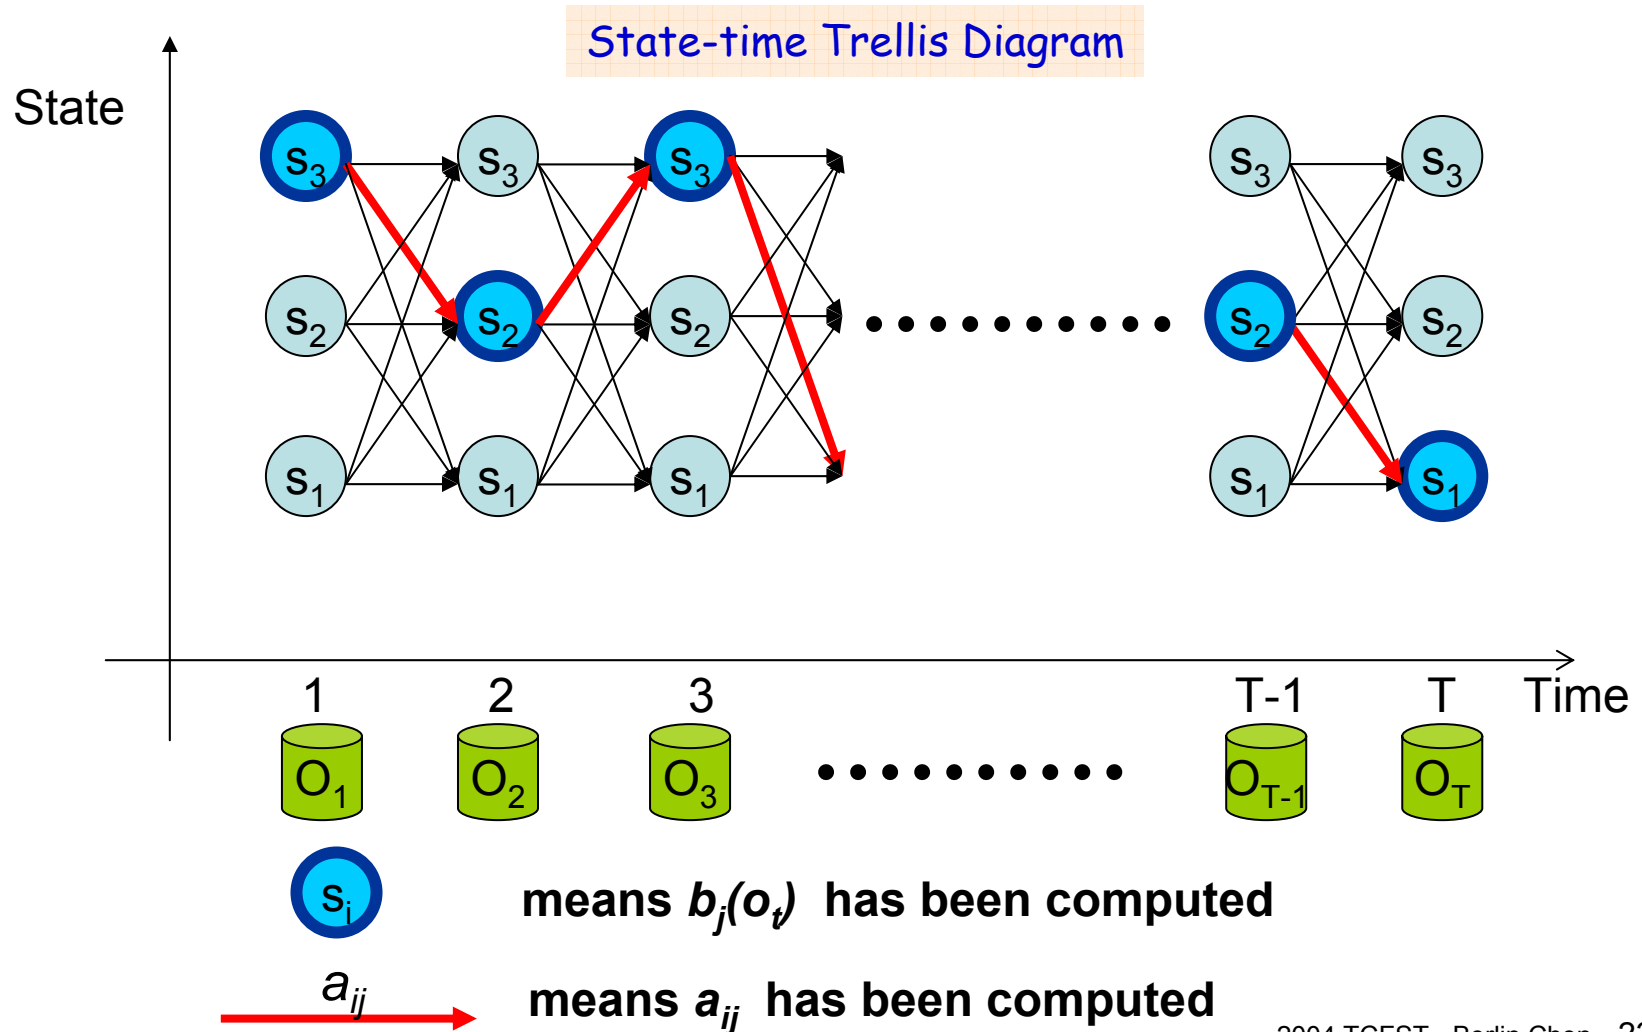 State-time Trellis Diagram
State
s3 s3 s3 s3 s3
s2 s2 s2 s2 s2
s1 s1 s1 s1 s1
1 2 3 T-1 T Time
O1 O2 O3 OT-1 OT
si means bj(ot) has been computed
aij
means aij has been computed
Berlin Chen